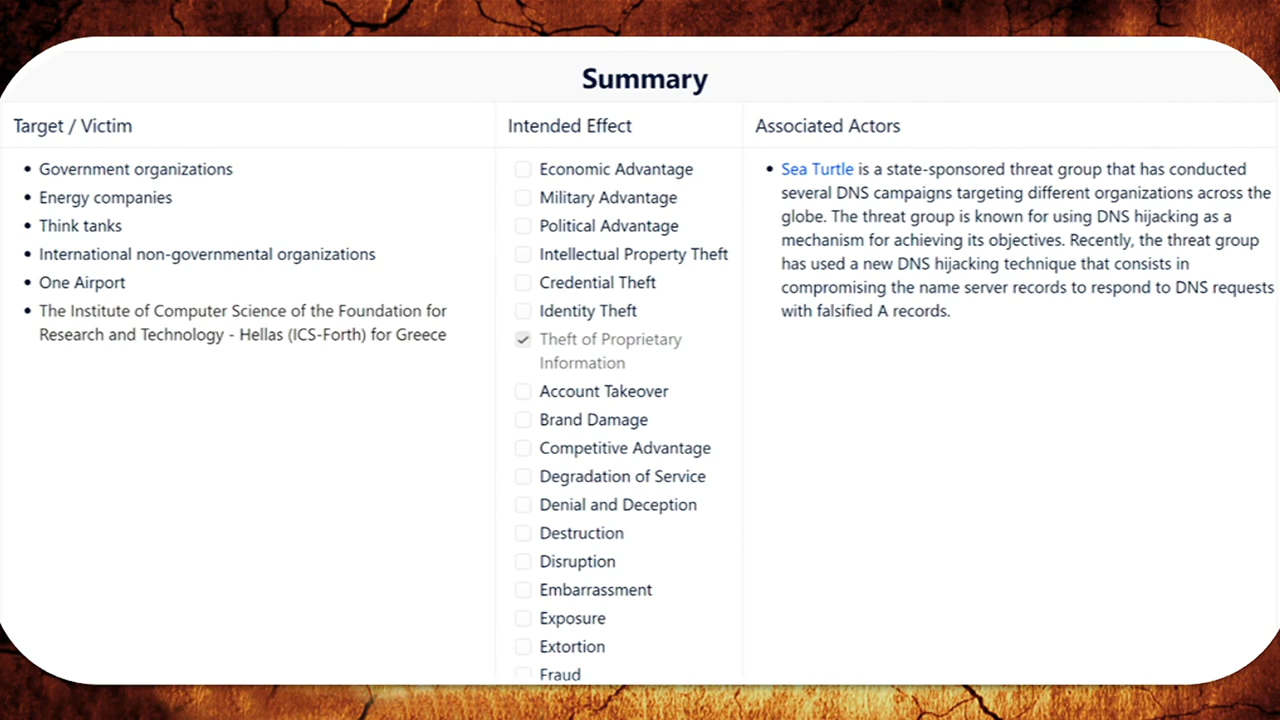 Summary
Target / Victim
Government organizations
Energy companies
Think tanks
International non-governmental organizations
One Airport
The Institute of Computer Science of the Foundation for
Research and Technology - Hellas (ICS-Forth) for Greece
Intended Effect
Economic Advantage
Military Advantage
Political Advantage
Intellectual Property Theft
Credential Theft
Identity Theft
Theft of Proprietary
Information
Account Takeover
Brand Damage
Competitive Advantage
Degradation of Service
Denial and Deception
Destruction
Disruption
Embarrassment
Exposure
Extortion
Fraud
Associated Actors
Sea Turtle is a state-sponsored threat group that has conducted
several DNS campaigns targeting different organizations across the
globe. The threat group is known for using DNS hijacking as a
mechanism for achieving its objectives. Recently, the threat group
has used a new DNS hijacking technique that consists in
compromising the name server records to respond to DNS requests
with falsified A records.